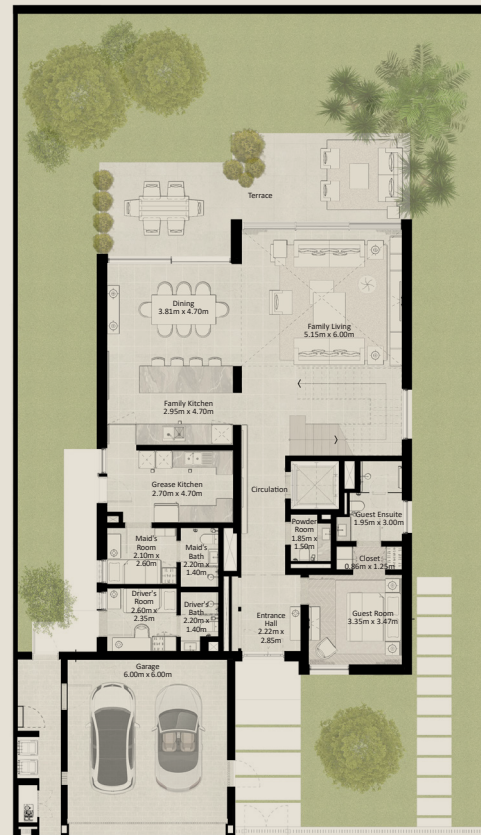 Terrace
Dining
3.81m x 4.70m
Family Living
5.15m x 6.00m
Family Kitchen
2.95m x 4.70m
Grease Kitchen
2.70m x 4.70m
Circulation
Guest Ensuite
1.95m x 3.00m
Powder
Room
1.85m x
1.50m
Maid's
Room
2.10m x
2.60m
Maid's
Bath
2.20m x
1.40m
Closet
0.86m x 1.25m
Driver's
Room
2.60m x
2.35m
Driver's
Bath
2.20m x
1.40m
Entrance
Hall
2.22m x
2.85m
Guest Room
3.35m x 3.47m
Garage
6.00m x 6.00m